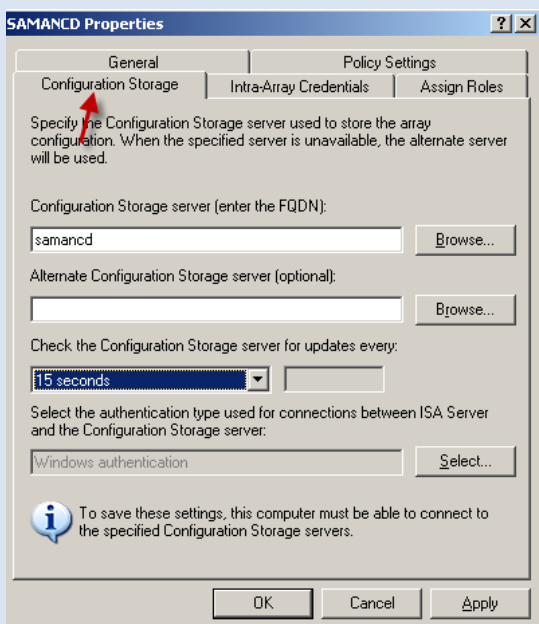 SAMANCD Properties
General
Policy Settings
Configuration Storage
Intra-Array Credentials
Assign Roles
Specify the Configuration Storage server used to store the array
configuration. When the specified server is unavailable, the alternate server
will be used.
Configuration Storage server (enter the FQDN):
samancd
Browse...
Alternate Configuration Storage server (optional):
Browse...
Check the Configuration Storage server for updates every:
15 seconds
Select the authentication type used for connections between ISA Server
and the Configuration Storage server:
Windows authentication
Select...
To save these settings, this computer must be able to connect to
the specified Configuration Storage servers.
OK
Cancel
Apply